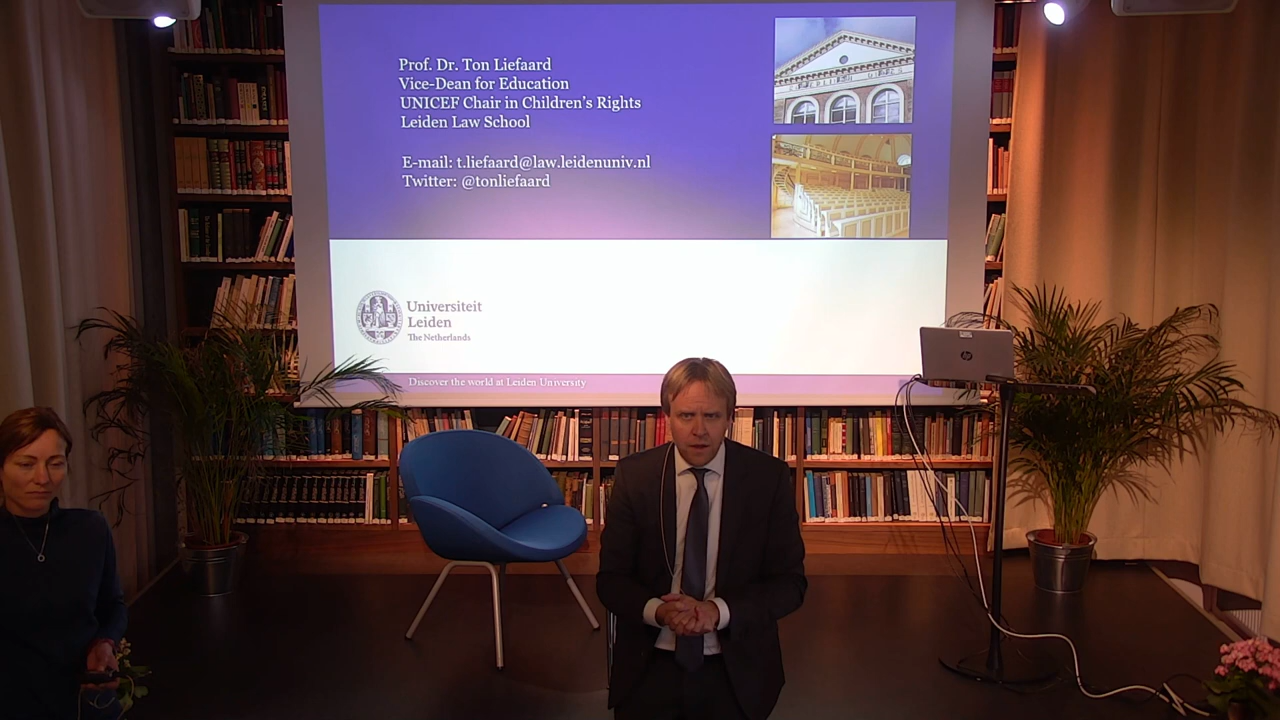 Prof. Dr. Ton Liefaard
Vice-Dean for Education
UNICEF Chair in Children's Rights
Leiden Law School
E-mail: t.liefaard@law.leidenuniv.nl
Twitter: @tonliefaard
Universiteit
Leiden
The Netherlands
Discover the world at Leiden University
hp